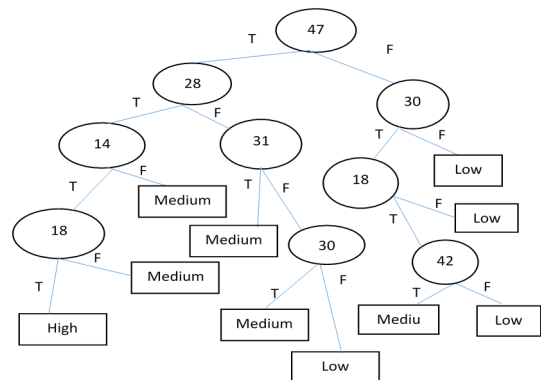 47
T F
28
30
T F
T F
14
31
Low
T F
T F
18
Medium
F
T
Low
18
Medium
30
42
F
T
Medium
T F
T F
High
Medium
Mediu
Low
Low